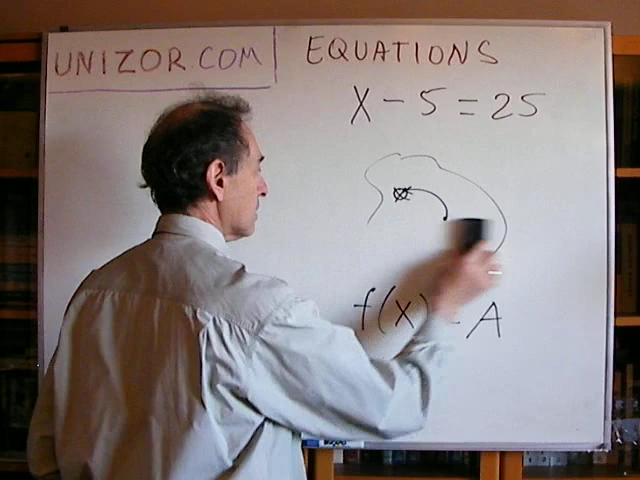 UNIZOR.COM
EQUATIONS
X - 5 = 25
f(x) = A